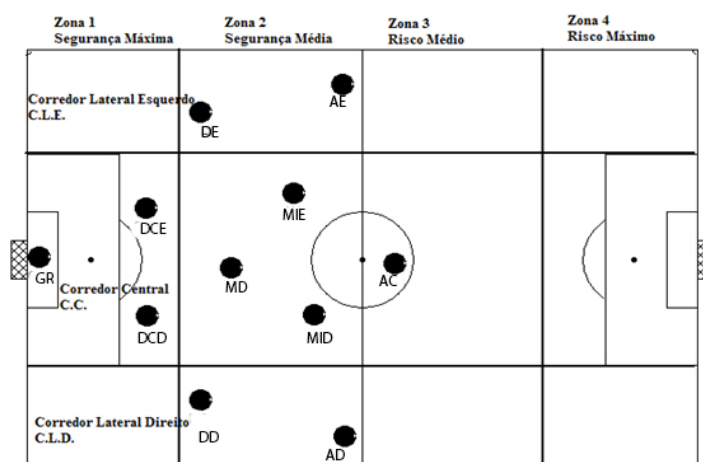 Zona 1
Segurança Máxima
Zona 2
Segurança Média
Zona 3
Risco Médio
Zona 4
Risco Máximo
Corredor Lateral Esquerdo
C.L.E.
AE
DE
MIE
DCE
GR
MD
AC
Corredor Central
C.C.
DCD
MID
Corredor Lateral Direito
C.L.D.
DD
AD